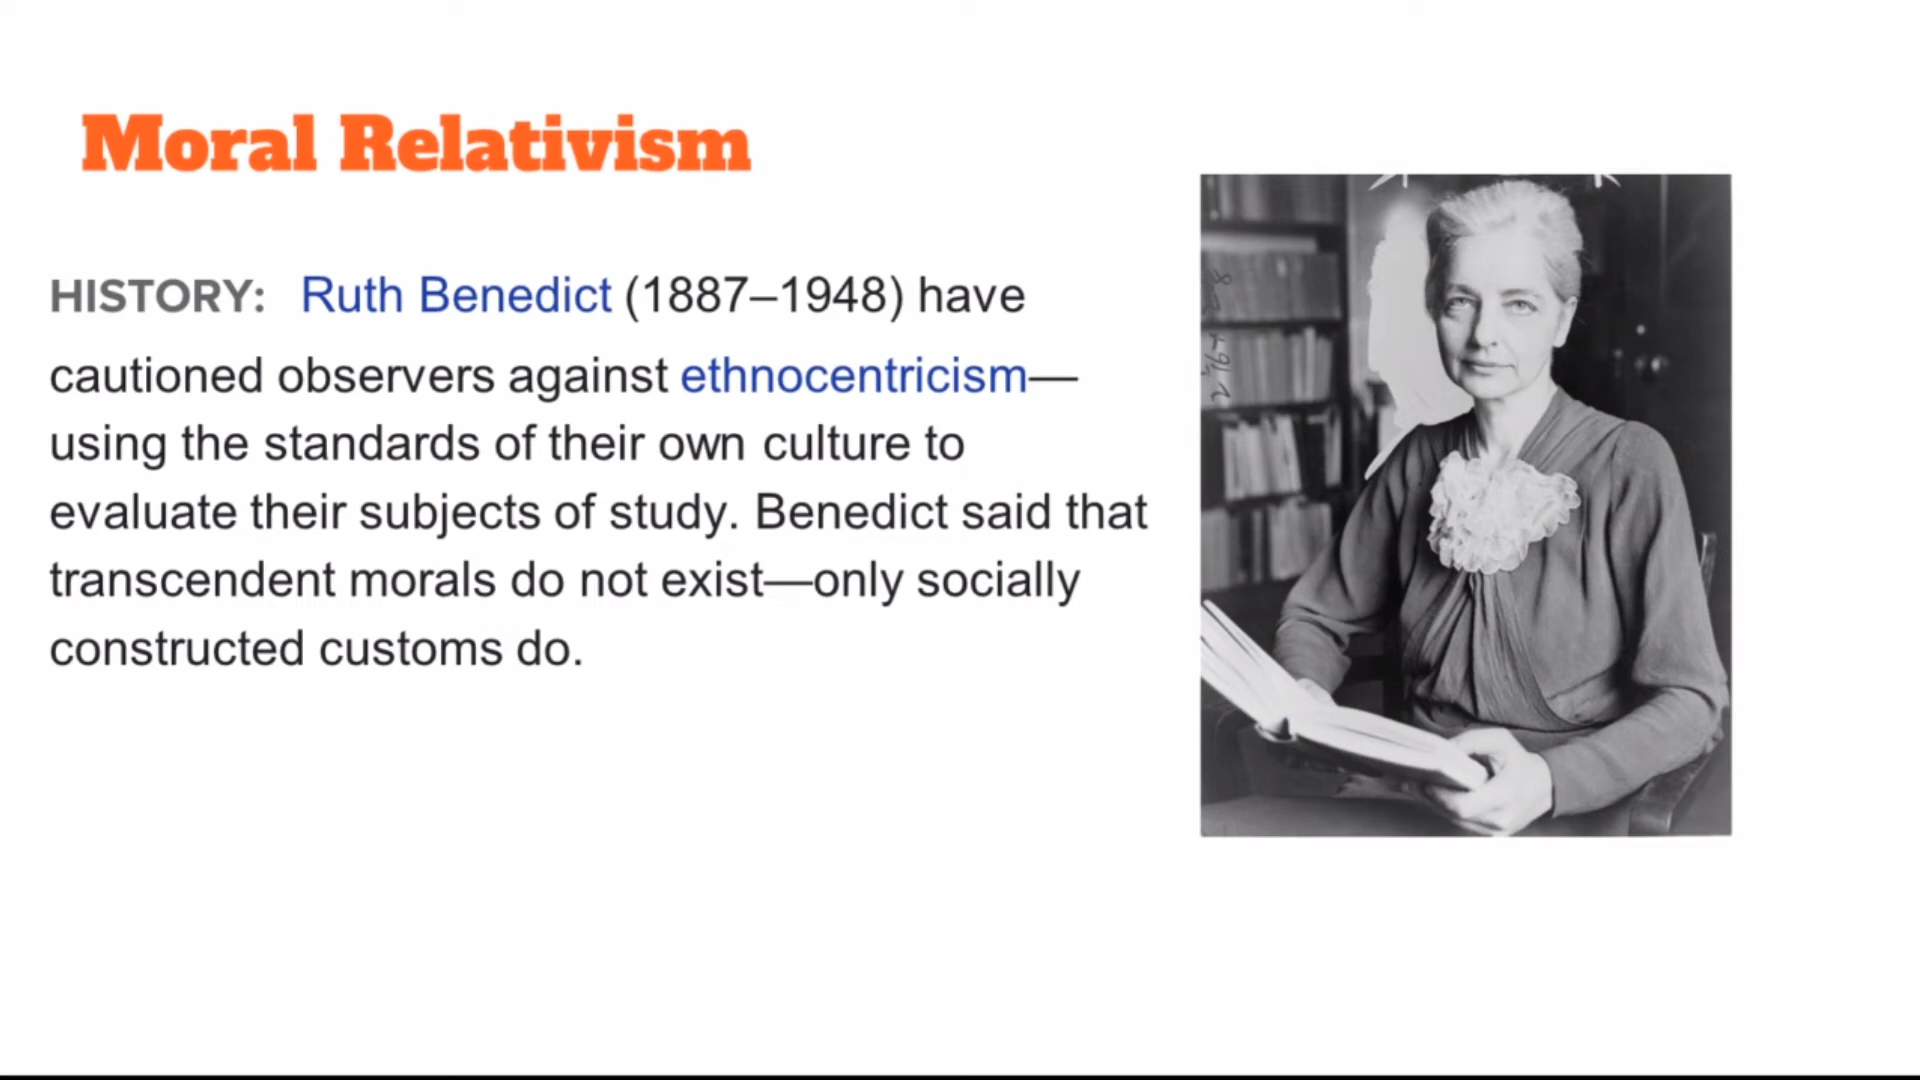 Moral Relativism
HISTORY: Ruth Benedict (1887–1948) have
cautioned observers against ethnocentricism—
using the standards of their own culture to
evaluate their subjects of study. Benedict said that
transcendent morals do not exist—only socially
constructed customs do.